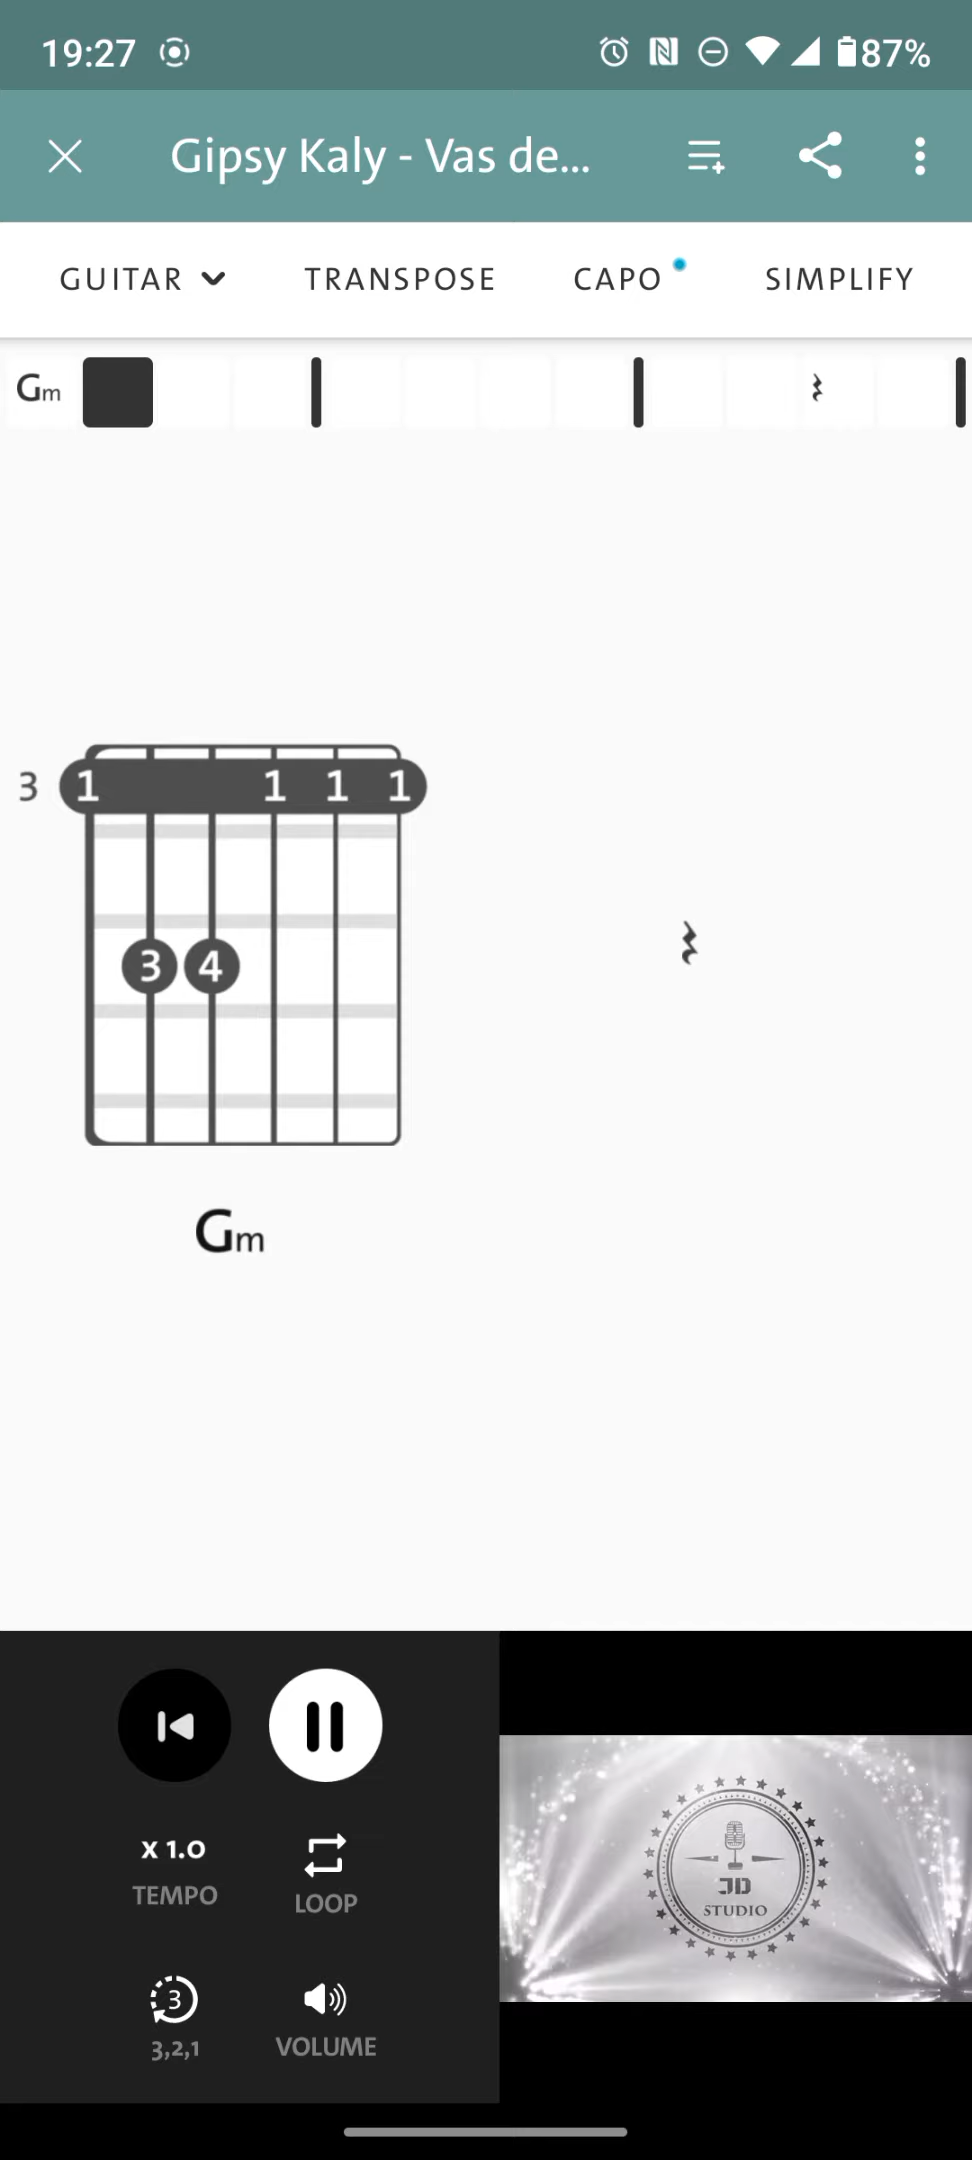 19:27 87%
Gipsy Kaly - Vas de...
GUITAR TRANSPOSE CAPO SIMPLIFY
Gm
3 1 1 1 1
3 4
Gm
x 1.0
TEMPO LOOP
3
3,2,1 VOLUME
JD
STUDIO